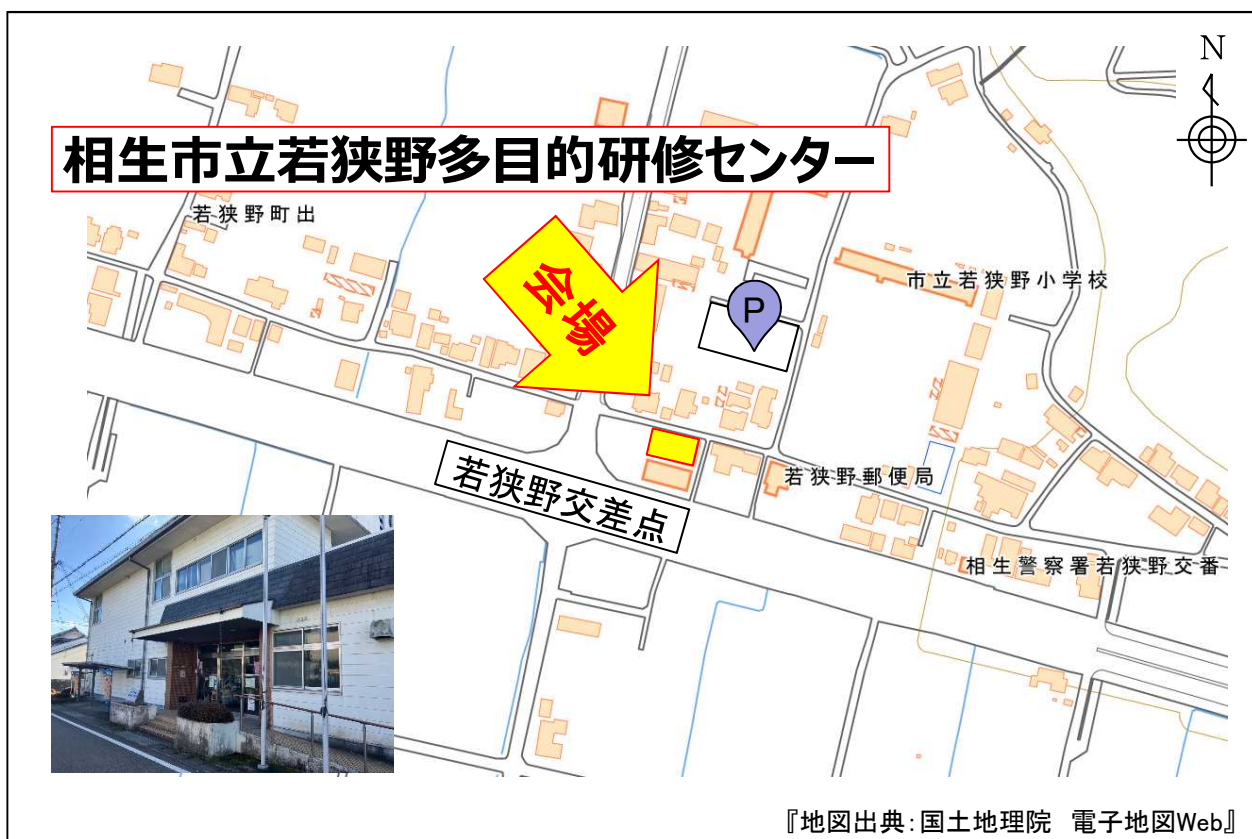 N
相生市立若狭野多目的研修センター
若狭野町出
会場
P
市立若狭野小学校
若狭野交差点
若狭野郵便局
相生警察署若狭野交番
『地図出典：国土地理院　電子地図Web』